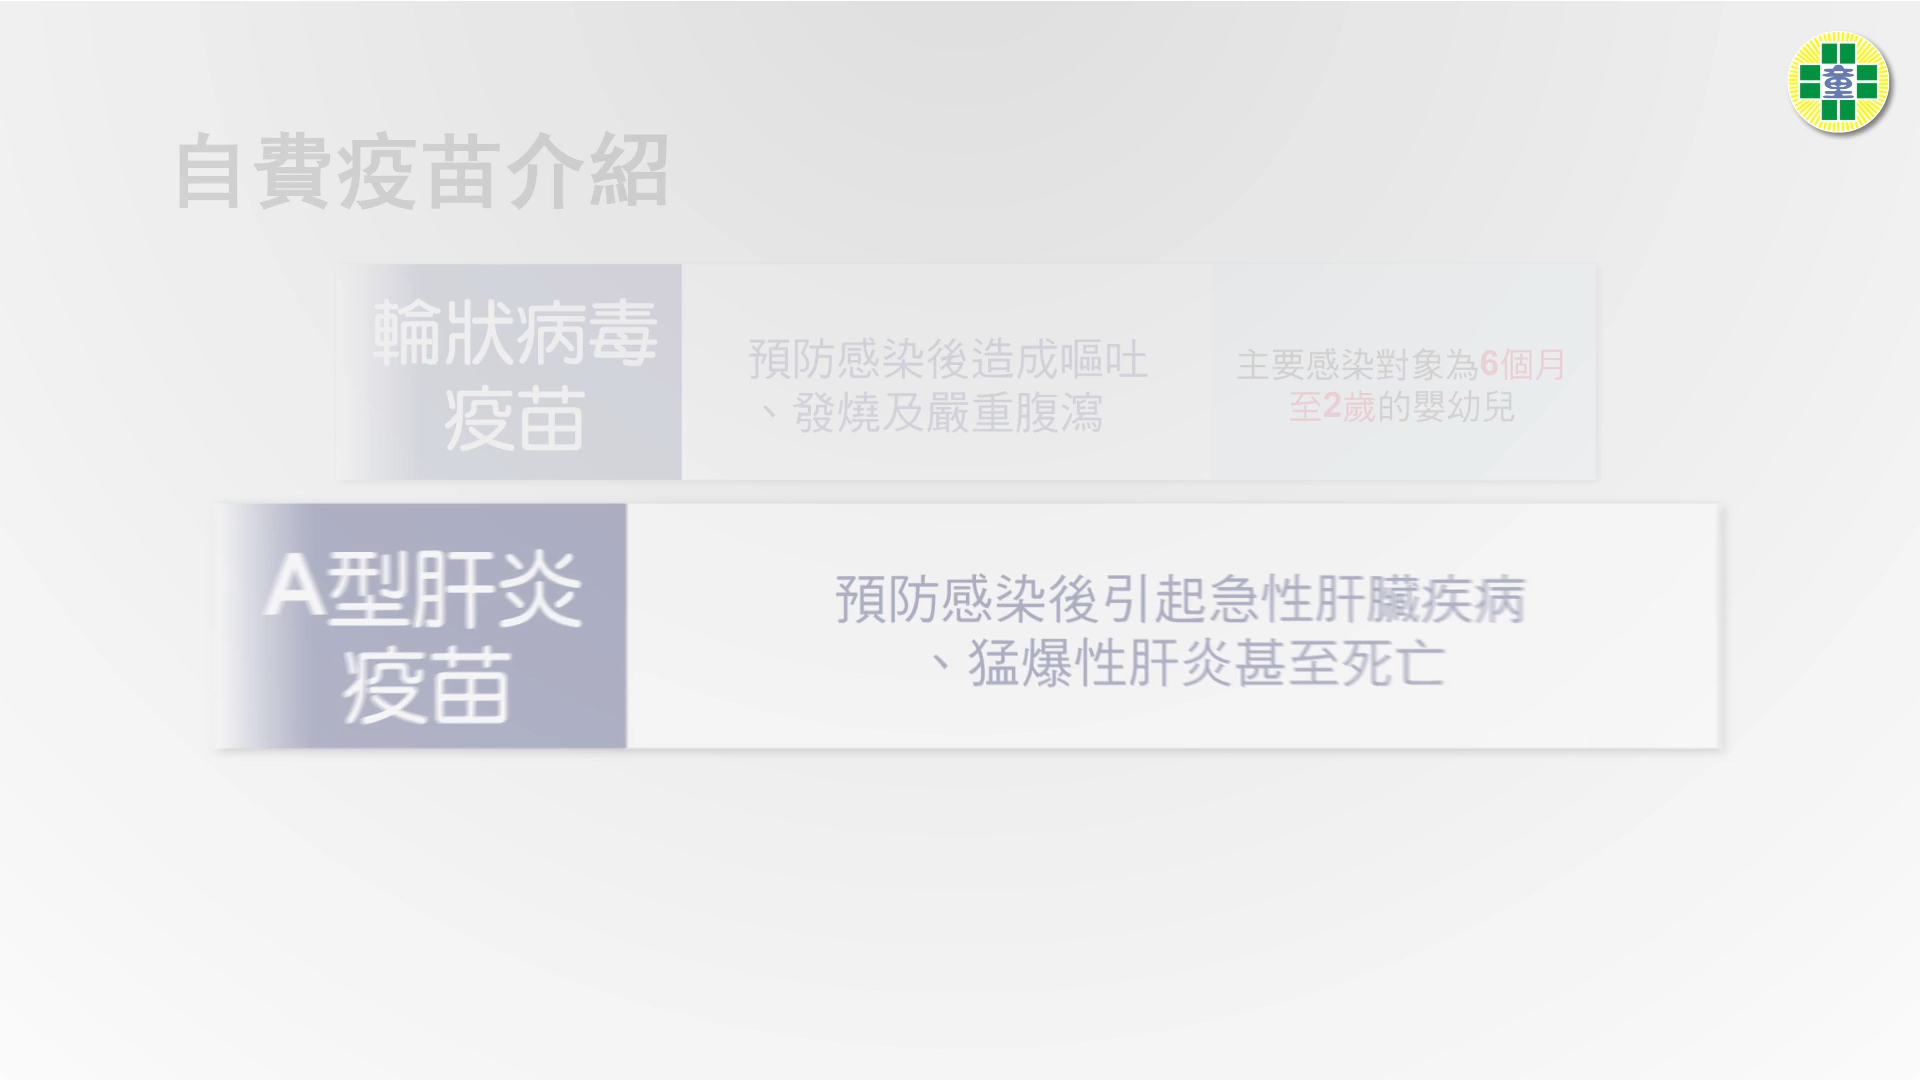 童
自費疫苗介紹
輪狀病毒
疫苗
預防感染後造成嘔吐
、發燒及嚴重腹瀉
主要感染對象為6個月
至2歲的嬰幼兒
A型肝炎
疫苗
預防感染後引起急性肝臟疾病
、猛爆性肝炎甚至死亡